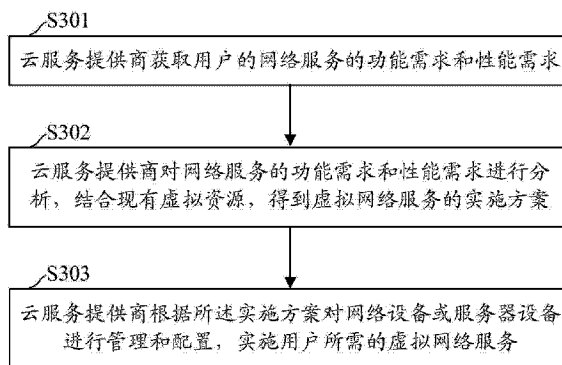 S301
云服务提供商获取用户的网络服务的功能需求和性能需求
S302
云服务提供商对网络服务的功能需求和性能需求进行分
析，结合现有虚拟资源，得到虚拟网络服务的实施方案
S303
云服务提供商根据所述实施方案对网络设备或服务器设备
进行管理和配置，实施用户所需的虚拟网络服务